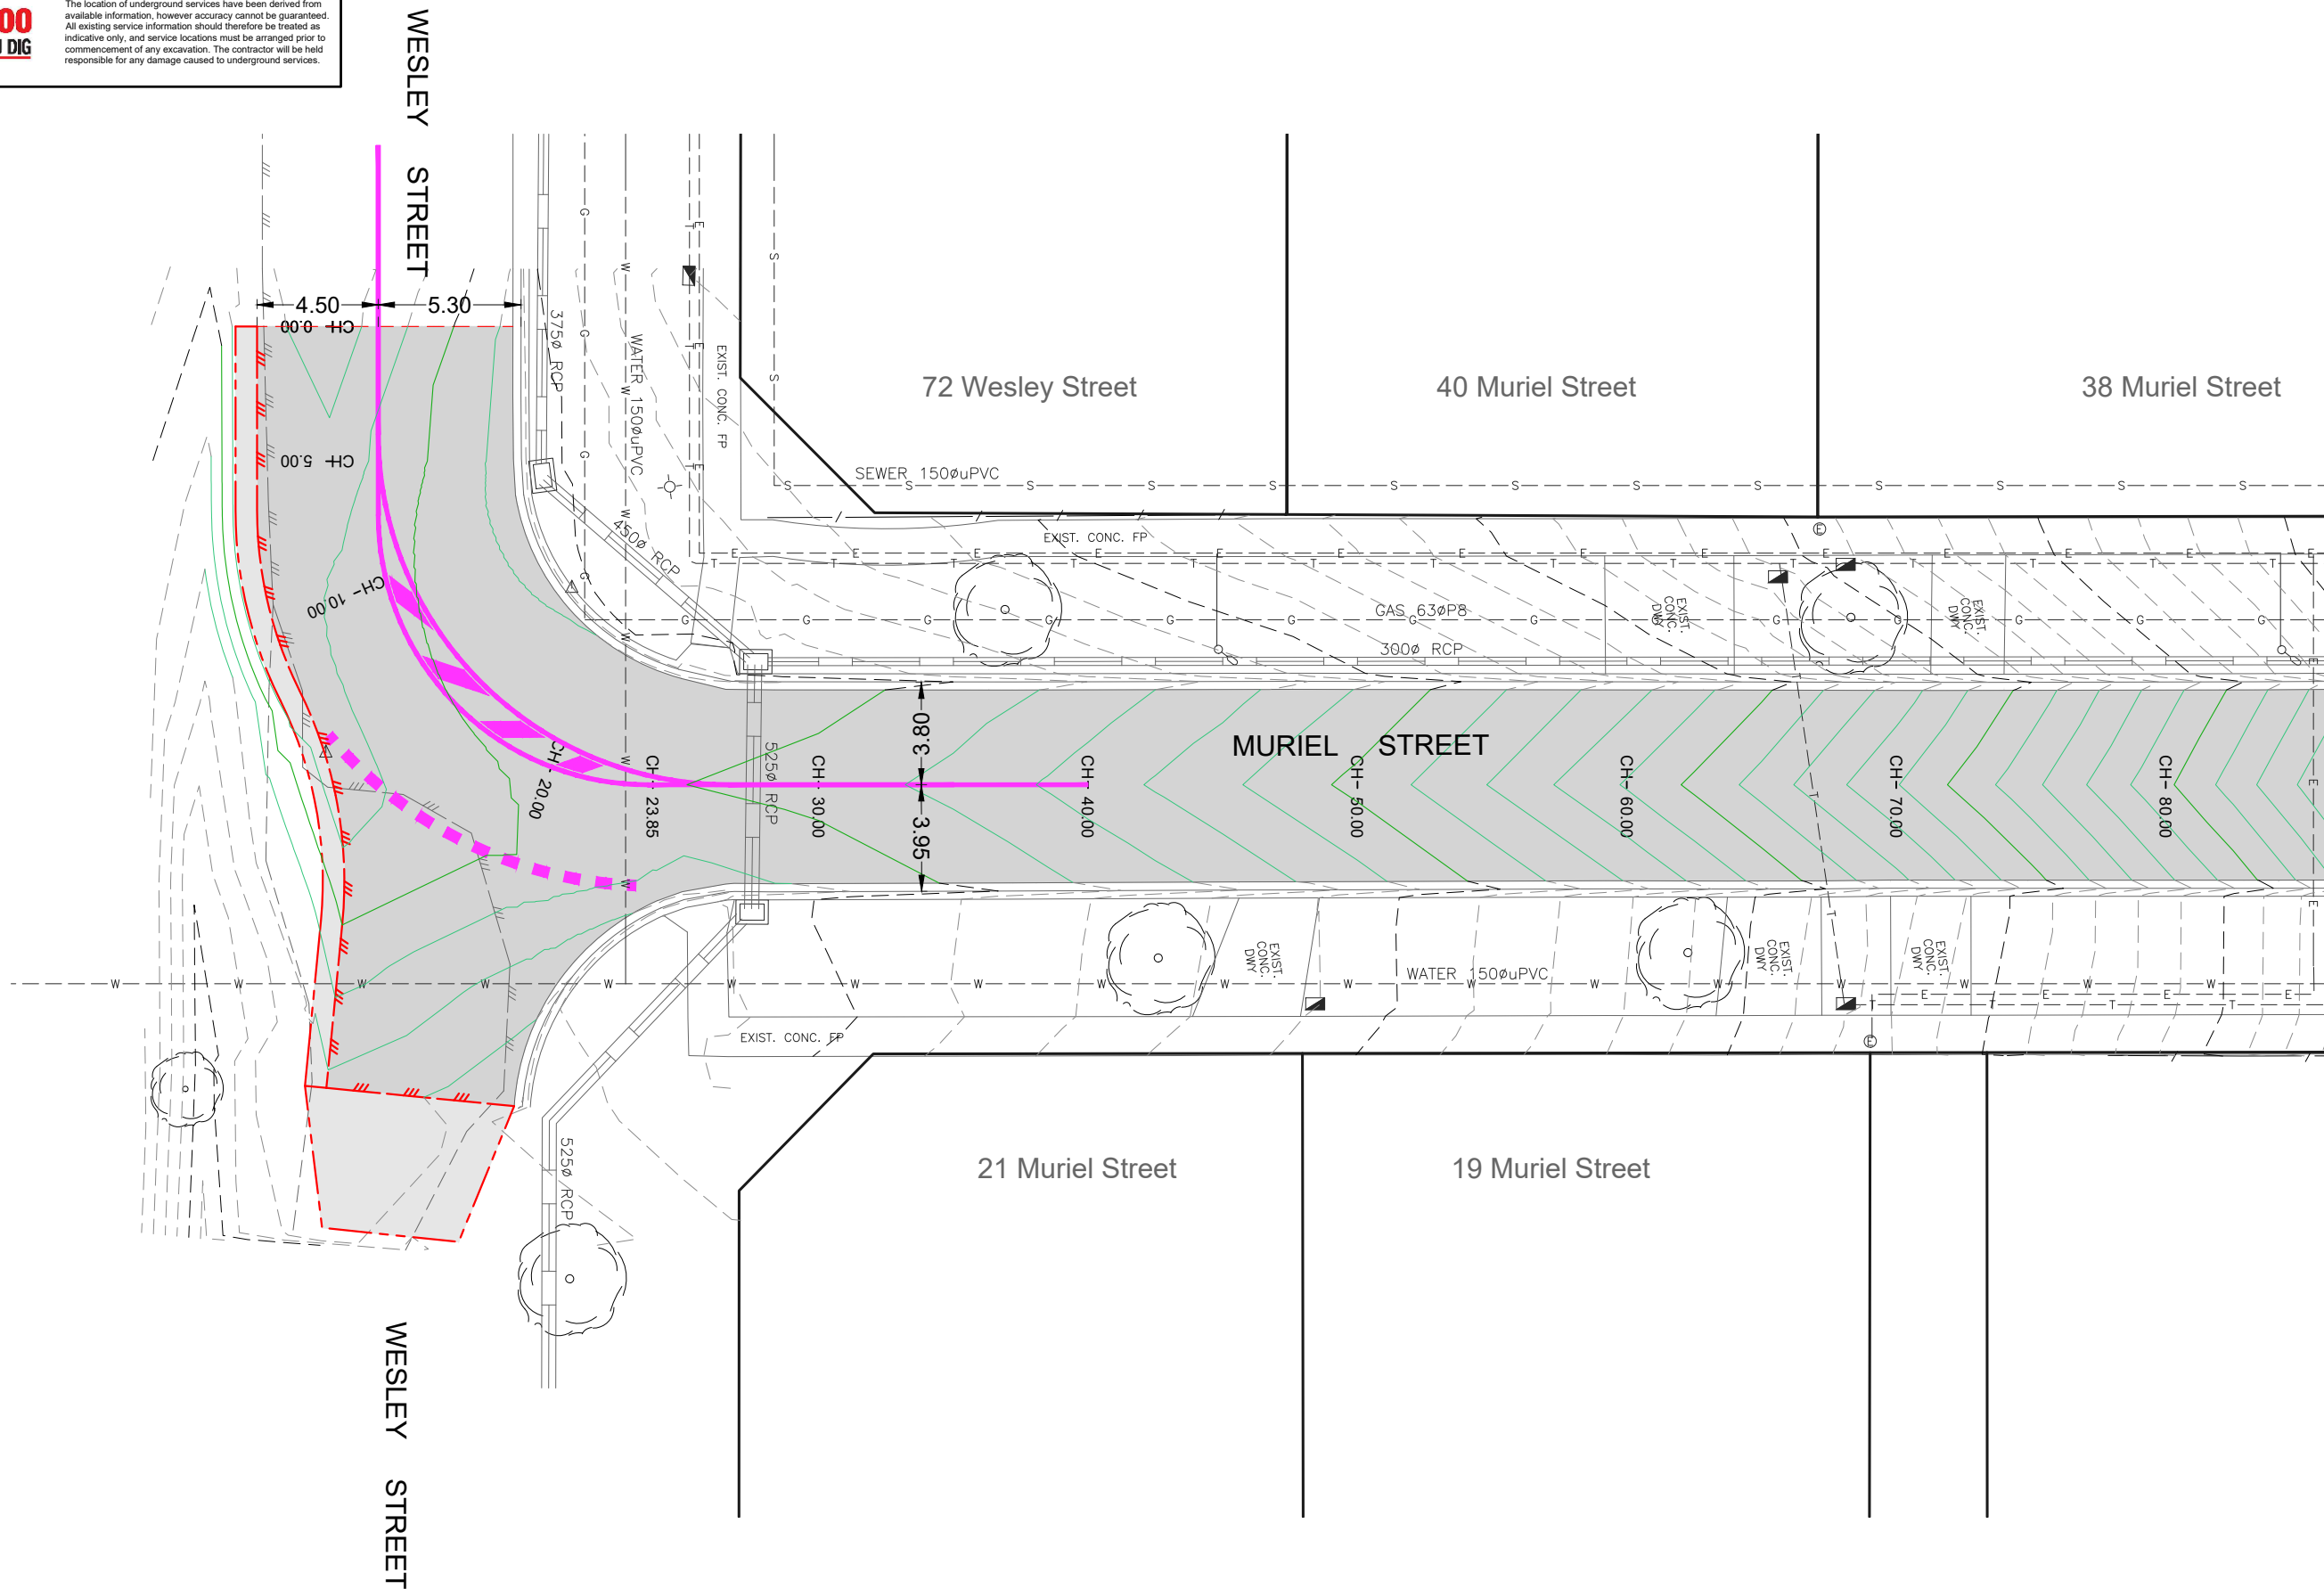 The location of underground services have been derived from
available information, however accuracy cannot be guaranteed.
All existing service information should therefore be treated as
indicative only, and service locations must be arranged prior to
commencement of any excavation. The contractor will be held
responsible for any damage caused to underground services.
00
DIG
WESLEY STREET
4.50
5.30
CH- 0.00
CH- 5.00
CH- 10.00
CH- 20.00
CH- 23.85
CH- 30.00
CH- 40.00
CH- 50.00
CH- 60.00
CH- 70.00
CH- 80.00
375ø RCP
WATER 150øuPVC
EXIST. CONC. FP
450ø RCP
72 Wesley Street
40 Muriel Street
38 Muriel Street
SEWER 150øuPVC
EXIST. CONC. FP
GAS 63øP8
300ø RCP
EXIST.
CONC.
DWY
EXIST.
CONC.
DWY
3.80
3.95
525ø RCP
MURIEL STREET
EXIST.
CONC.
DWY
EXIST.
CONC.
DWY
EXIST.
CONC.
DWY
WATER 150øuPVC
EXIST. CONC. FP
525ø RCP
21 Muriel Street
19 Muriel Street
WESLEY STREET